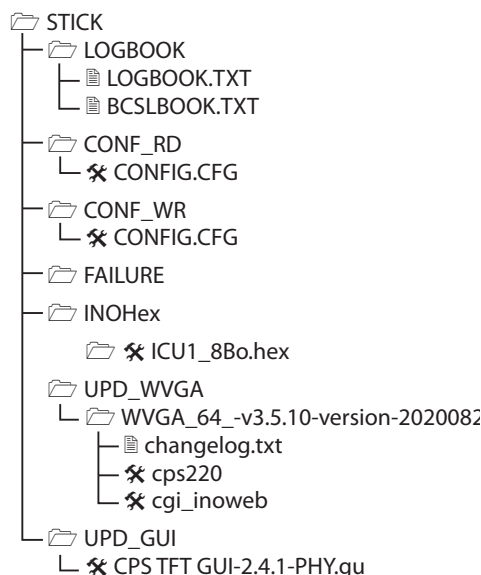 STICK
LOGBOOK
LOGBOOK.TXT
BCSLBOOK.TXT
CONF_RD
CONFIG.CFG
CONF_WR
CONFIG.CFG
FAILURE
INOHex
ICU1_8Bo.hex
UPD_WVGA
WVGA_64_-v3.5.10-version-2020082
changelog.txt
cps220
cgi_inoweb
UPD_GUI
CPS TFT GUI-2.4.1-PHY.gu